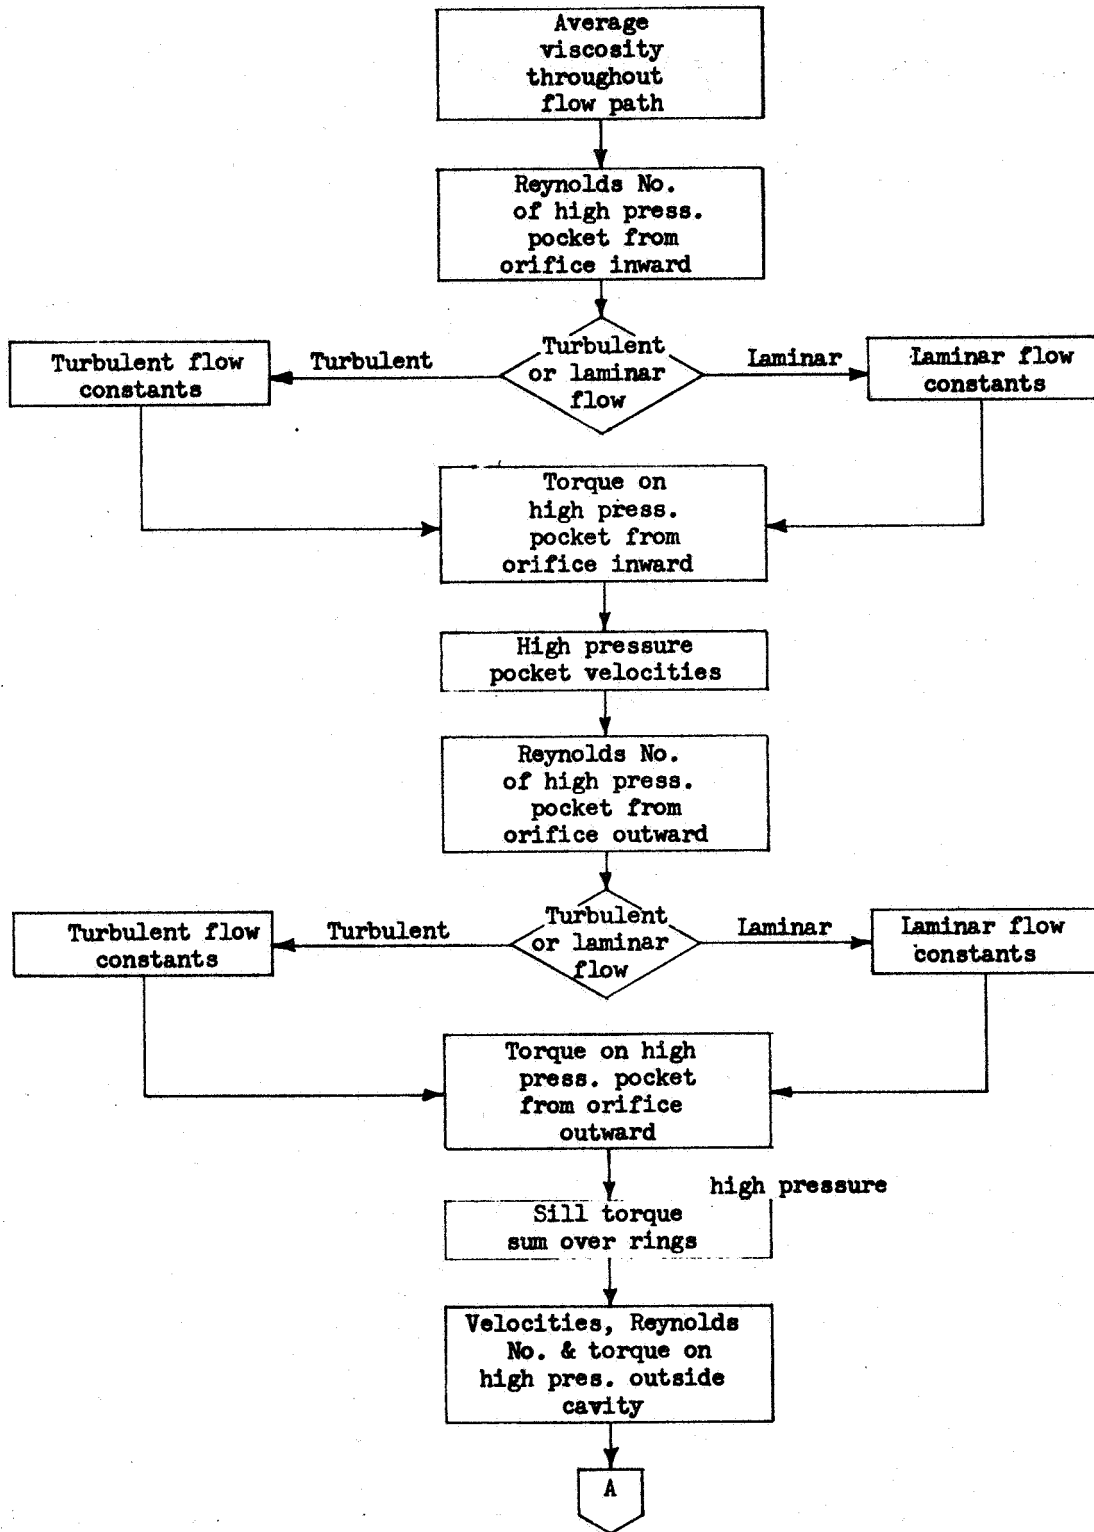 Average
viscosity
throughout
flow path
Reynolds No.
of high press.
pocket from
orifice inward
Turbulent flow
constants
Turbulent
Turbulent
or laminar
flow
Laminar
Laminar flow
constants
Torque on
high press.
pocket from
orifice inward
High pressure
pocket velocities
Reynolds No.
of high press.
pocket from
orifice outward
Turbulent flow
constants
Turbulent
Turbulent
or laminar
flow
Laminar
Laminar flow
constants
Torque on high
press. pocket
from orifice
outward
high pressure
Sill torque
sum over rings
Velocities, Reynolds
No. & torque on
high pres. outside
cavity
A